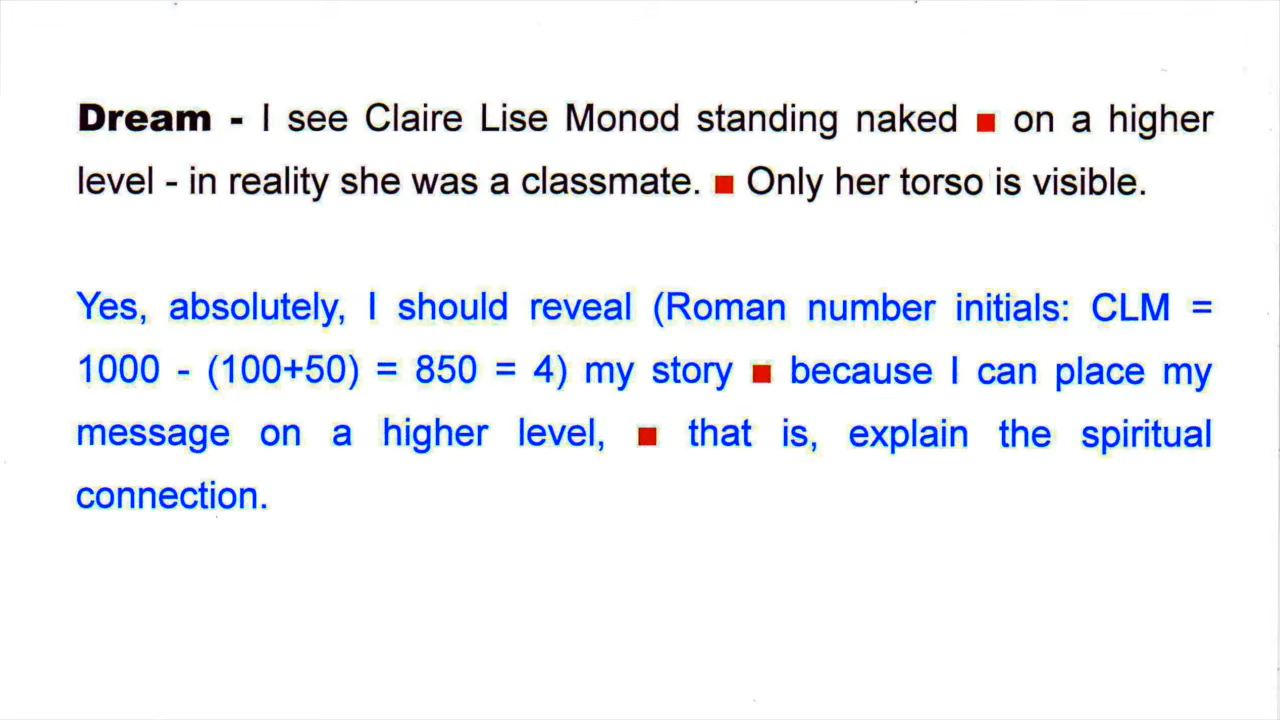 Dream - I see Claire Lise Monod standing naked ■ on a higher
level - in reality she was a classmate. ■ Only her torso is visible.
Yes, absolutely, I should reveal (Roman number initials: CLM =
1000 - (100+50) = 850 = 4) my story ■ because I can place my
message on a higher level, ■ that is, explain the spiritual
connection.